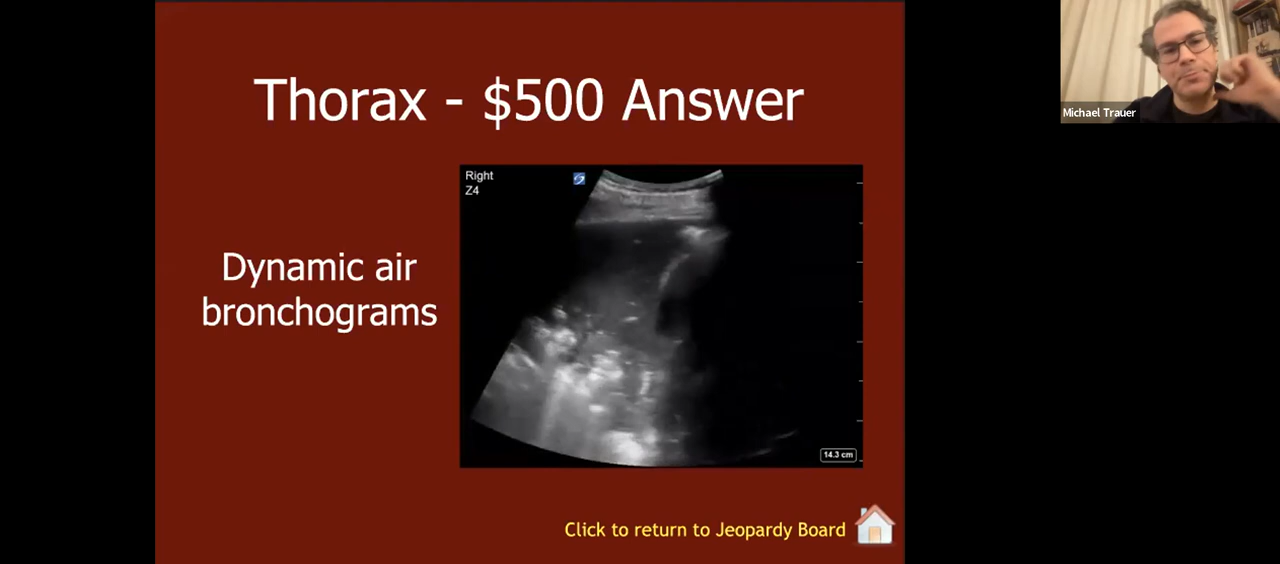 Thorax - $500 Answer
Right
Z4
Dynamic air
bronchograms
14.3 cm
Click to return to Jeopardy Board
Michael Trauer